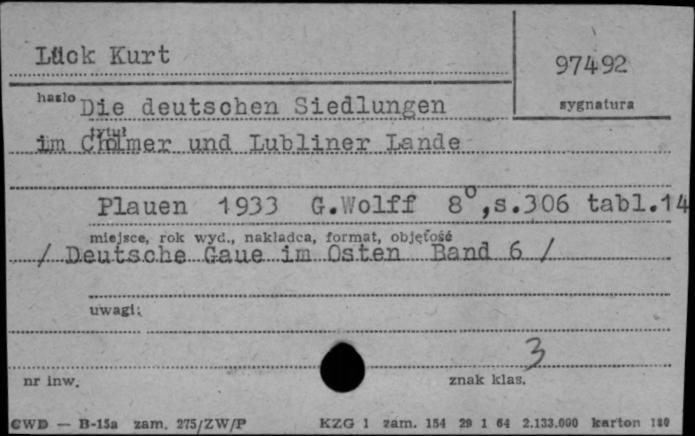 Lück Kurt
97492
hasło Die deutschen Siedlungen
sygnatura
tytuł
im Cholmer und Lubliner Lande
Plauen 1933 G.Wolff 8°,s.306 tabl.14
miejsce, rok wyd., nakładca, format, objętość
/ Deutsche Gaue im Osten Band 6 /
uwagi:
3
nr inw.
znak klas.
CWD — B-15a zam. 275/ZW/P KZG 1 zam. 154 29 1 64 2.133.000 karton 180